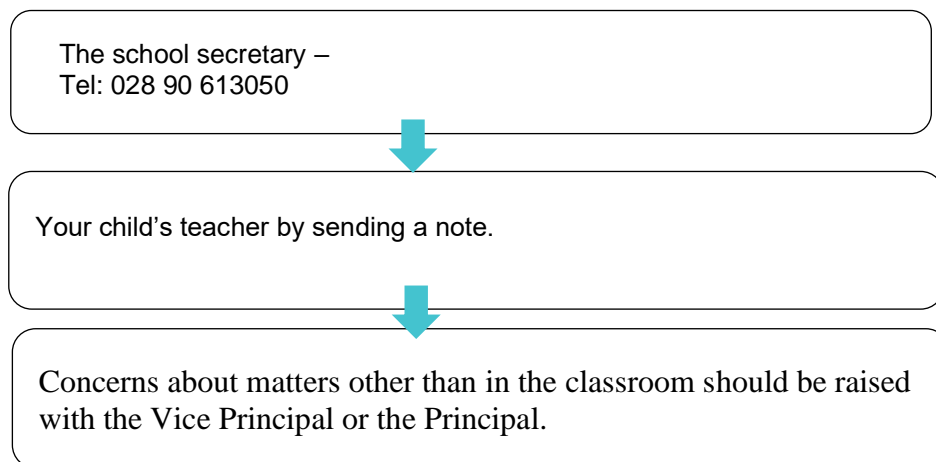 The school secretary –
Tel: 028 90 613050
Your child’s teacher by sending a note.
Concerns about matters other than in the classroom should be raised
with the Vice Principal or the Principal.